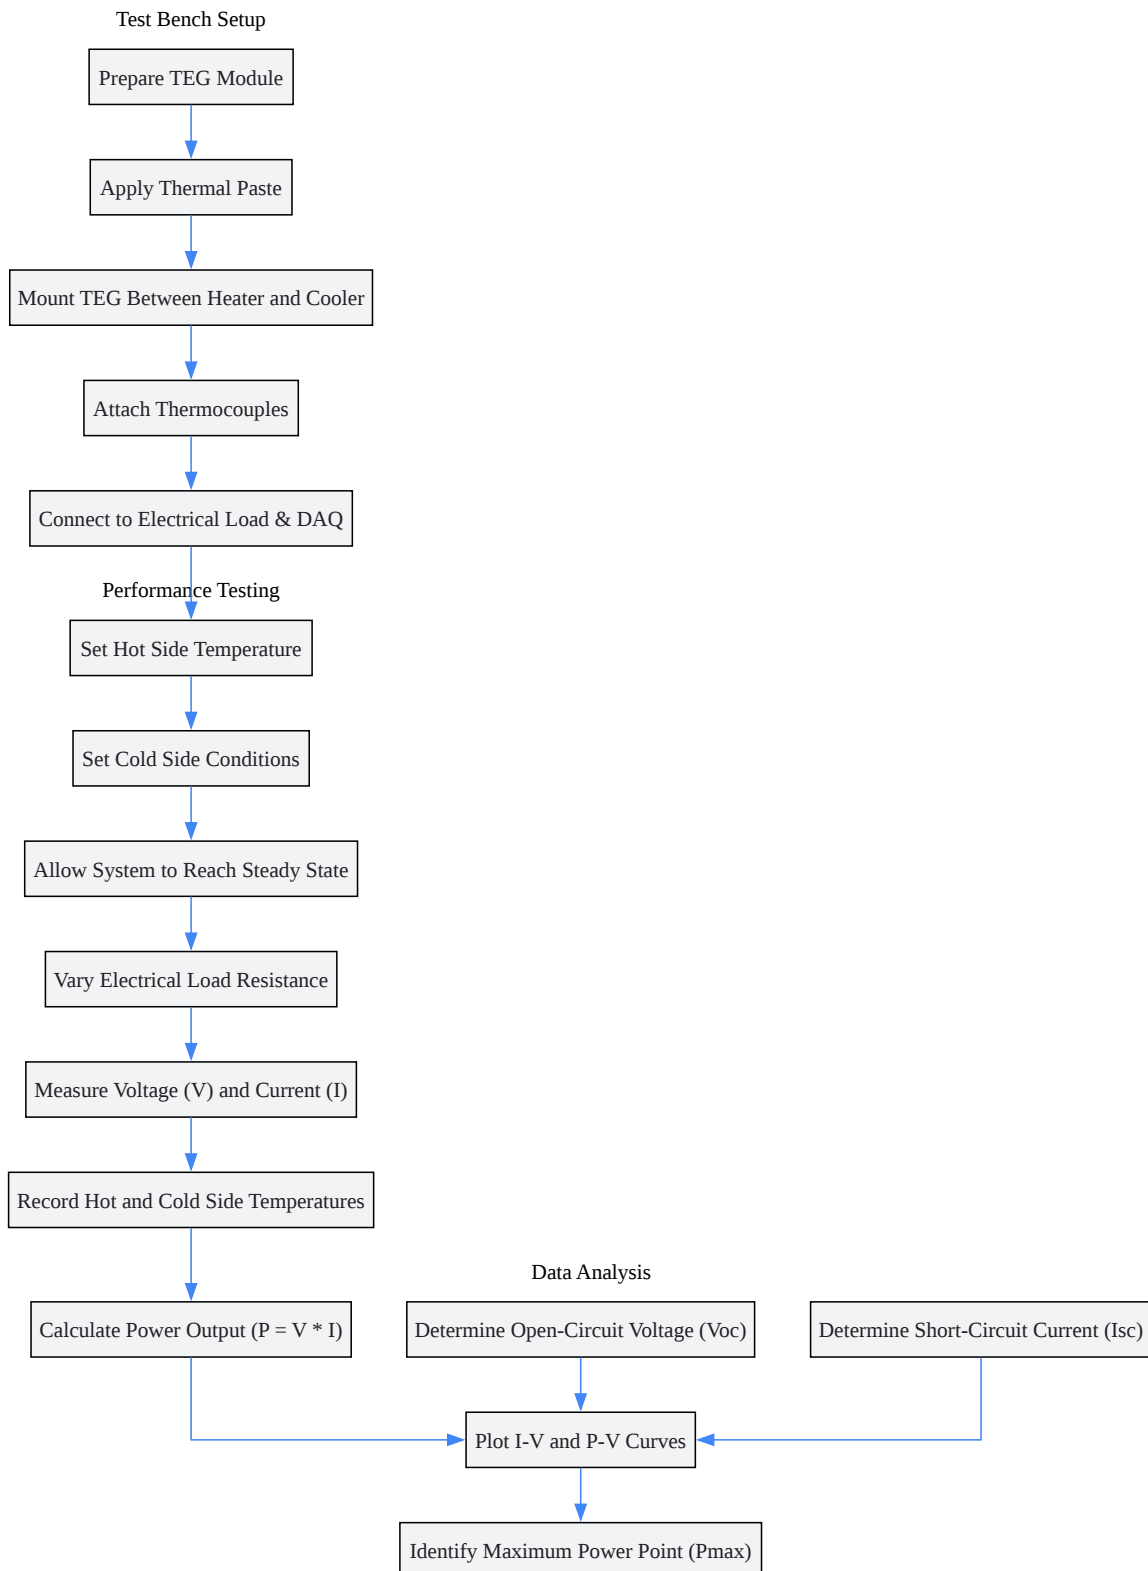 Test Bench Setup
Prepare TEG Module
Apply Thermal Paste
Mount TEG Between Heater and Cooler
Attach Thermocouples
Connect to Electrical Load & DAQ
Performance Testing
Set Hot Side Temperature
Set Cold Side Conditions
Allow System to Reach Steady State
Vary Electrical Load Resistance
Measure Voltage (V) and Current (I)
Record Hot and Cold Side Temperatures
Data Analysis
Calculate Power Output (P = V * I)
Determine Open-Circuit Voltage (Voc)
Determine Short-Circuit Current (Isc)
Plot I-V and P-V Curves
Identify Maximum Power Point (Pmax)